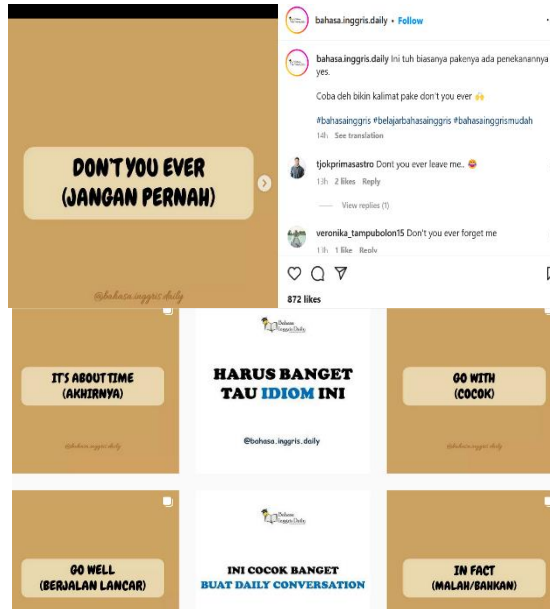 DON'T YOU EVER
(JANGAN PERNAH)
@bahasa.inggris.daily
bahasa.inggris.daily • Follow
bahasa.inggris.daily Ini tuh biasanya pakenya ada penekanannya
yes.
Coba deh bikin kalimat pake don't you ever 🙌
#bahasainggris #belajarbahasainggris #bahasainggrismudah
14h See translation
tjokprimasastro Dont you ever leave me.. 😍
13h 2 likes Reply
View replies (1)
veronika_tampubolon15 Don't you ever forget me
1 like Reply
872 likes
IT'S ABOUT TIME
(AKHIRNYA)
@bahasa.inggris.daily
Bahasa
Inggris Daily
HARUS BANGET
TAU IDIOM INI
@bahasa.inggris.daily
GO WITH
(COCOK)
@bahasa.inggris.daily
GO WELL
(BERJALAN LANCAR)
Bahasa
Inggris Daily
INI COCOK BANGET
BUAT DAILY CONVERSATION
IN FACT
(MALAH/BAHKAN)